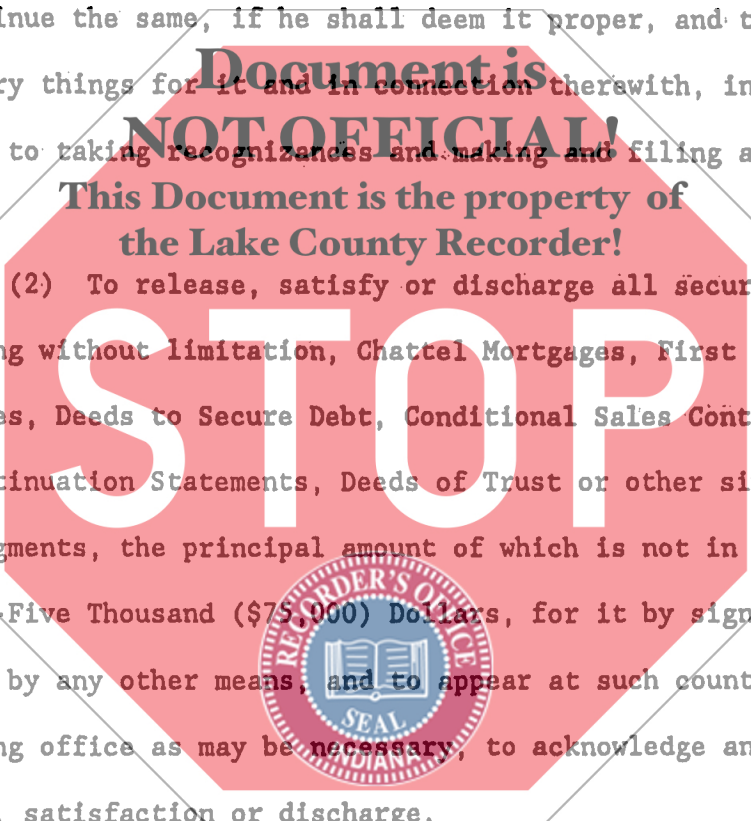 inue the same, if he shall deem it proper, and t
Document is
ry things for it and in connection therewith, in
NOT OFFICIAL!
to taking recognizances and making and filing a
This Document is the property of
the Lake County Recorder!
(2) To release, satisfy or discharge all secur
STOP
ng without limitation, Chattel Mortgages, First
es, Deeds to Secure Debt, Conditional Sales Cont
tinuation Statements, Deeds of Trust or other si
gments, the principal amount of which is not in
-Five Thousand ($75,000) Dollars, for it by sign
by any other means, and to appear at such count
ng office as may be necessary, to acknowledge an
satisfaction or discharge.
RECORDER'S OFFICE
SEAL
INDIANA